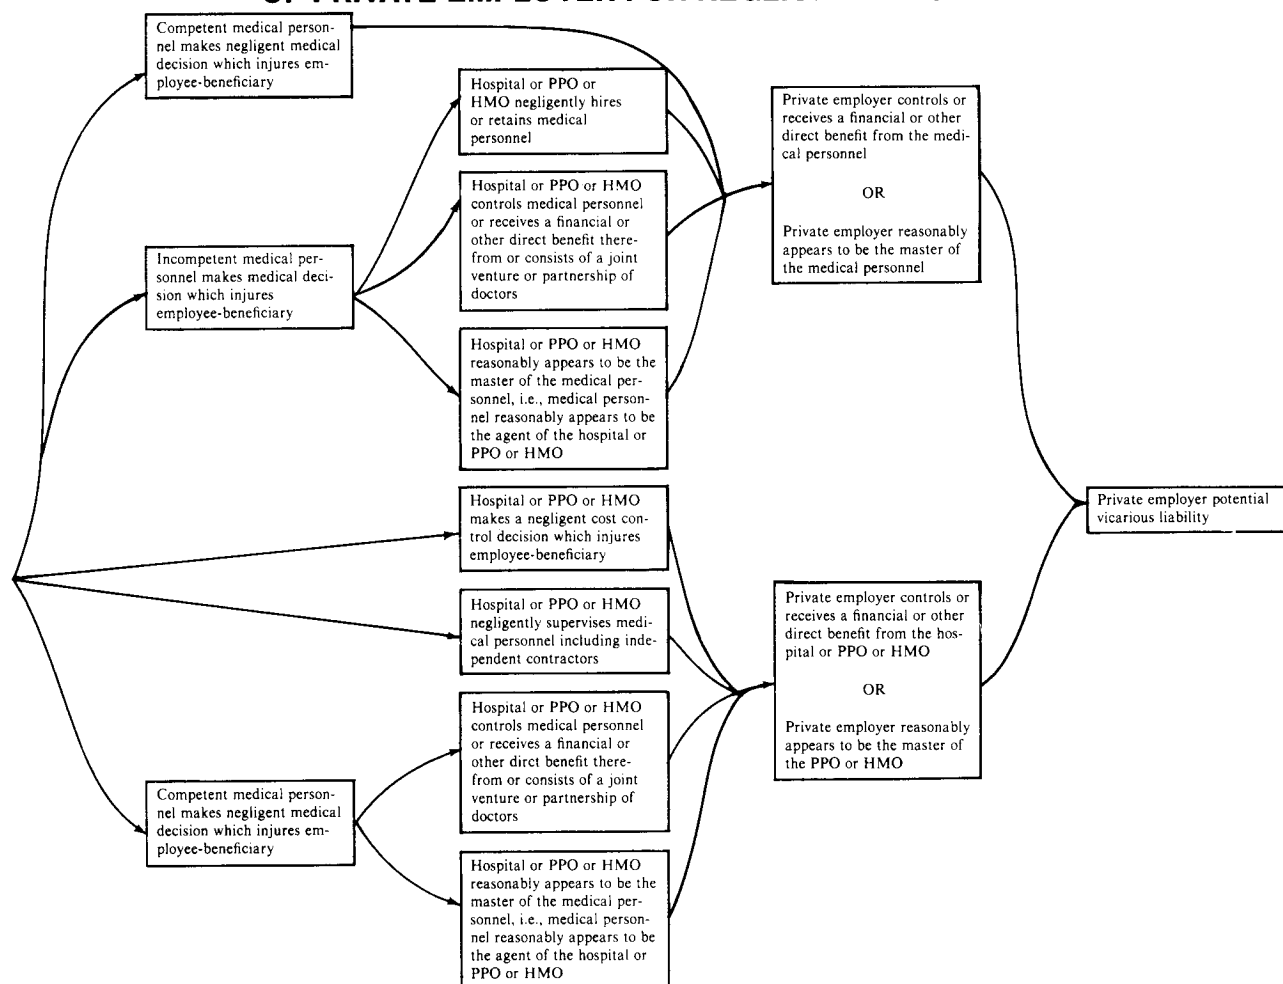 OF PRIVATE EMPLOYER FOR
Competent medical person-
nel makes negligent medical
decision which injures em-
ployee-beneficiary
Hospital or PPO or
HMO negligently hires
or retains medical
personnel
Private employer controls or
receives a financial or other
direct benefit from the medi-
cal personnel
OR
Private employer reasonably
appears to be the master of
the medical personnel
Hospital or PPO or HMO
controls medical personnel
or receives a financial or
other direct benefit there-
from or consists of a joint
venture or partnership of
doctors
Incompetent medical per-
sonnel makes medical deci-
sion which injures
employee-beneficiary
Hospital or PPO or HMO
reasonably appears to be the
master of the medical per-
sonnel, i.e., medical person-
nel reasonably appears to be
the agent of the hospital or
PPO or HMO
Hospital or PPO or HMO
makes a negligent cost con-
trol decision which injures
employee-beneficiary
Private employer potential
vicarious liability
Hospital or PPO or HMO
negligently supervises medi-
cal personnel including inde-
pendent contractors
Private employer controls or
receives a financial or other
direct benefit from the hos-
pital or PPO or HMO
OR
Private employer reasonably
appears to be the master of
the PPO or HMO
Hospital or PPO or HMO
controls medical personnel
or receives a financial or
other dirct benefit there-
from or consists of a joint
venture or partnership of
doctors
Competent medical person-
nel makes negligent medical
decision which injures em-
ployee-beneficiary
Hospital or PPO or HMO
reasonably appears to be the
master of the medical per-
sonnel, i.e., medical person-
nel reasonably appears to be
the agent of the hospital or
PPO or HMO